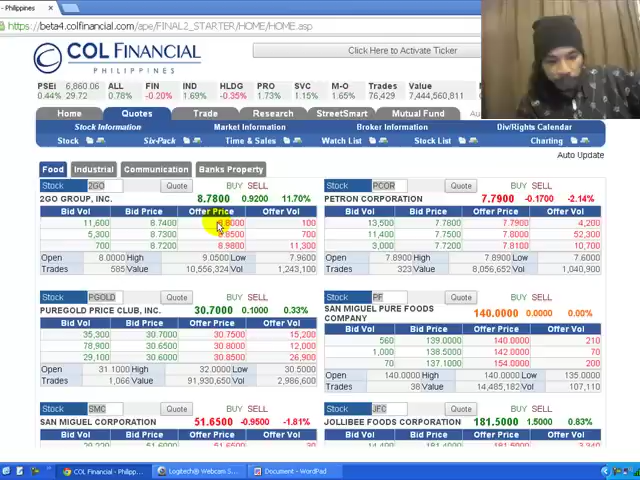 - Philippines
https://beta4.colfinancial.com/ape/FINAL2_STARTER/HOME/HOME.asp
COL FINANCIAL
PHILIPPINES
Click Here to Activate Ticker
PSEi 6,860.06 ALL FIN IND HLDG PRO SVC M-O Trades Value
0.44% 29.72 0.78% -0.20% 1.69% -0.35% 1.73% 1.15% 1.65% 76,429 7,444,560,811
Home Quotes Trade Research StreetSmart Mutual Fund
Stock Information Market Information Broker Information Div/Rights Calendar
Stock Six-Pack Time & Sales Watch List Stock List Charting
Auto Update
Food Industrial Communication Banks Property
Stock 2GO Quote BUY SELL
2GO GROUP, INC. 8.7800 0.9200 11.70%
Bid Vol Bid Price Offer Price Offer Vol
11,600 8.7400 8.8000 100
5,300 8.7300 8.8500 700
700 8.7200 8.9800 11,300
Open 8.0000 High 9.0500 Low 7.9600
Trades 585 Value 10,556,324 Vol 1,243,100
Stock PCOR Quote BUY SELL
PETRON CORPORATION 7.7900 -0.1700 -2.14%
Bid Vol Bid Price Offer Price Offer Vol
13,500 7.7800 7.7900 4,200
11,400 7.7500 7.8000 52,300
3,000 7.7200 7.8100 10,700
Open 7.8900 High 7.8900 Low 7.6000
Trades 323 Value 8,056,652 Vol 1,040,900
Stock PGOLD Quote BUY SELL
PUREGOLD PRICE CLUB, INC. 30.7000 0.1000 0.33%
Bid Vol Bid Price Offer Price Offer Vol
35,300 30.7000 30.7500 15,200
78,900 30.6500 30.8000 12,000
29,100 30.6000 30.8500 26,900
Open 31.1000 High 32.0000 Low 30.5000
Trades 1,066 Value 91,930,650 Vol 2,986,600
Stock PF Quote BUY SELL
SAN MIGUEL PURE FOODS COMPANY 140.0000 0.0000 0.00%
Bid Vol Bid Price Offer Price Offer Vol
560 139.0000 140.0000 210
1,000 138.5000 142.0000 70
70 137.1000 154.0000 200
Open 140.0000 High 140.0000 Low 135.0000
Trades 38 Value 14,485,182 Vol 107,110
Stock SMC Quote BUY SELL
SAN MIGUEL CORPORATION 51.6500 -0.9500 -1.81%
Bid Vol Bid Price Offer Price Offer Vol
Stock JFC Quote BUY SELL
JOLLIBEE FOODS CORPORATION 181.5000 1.5000 0.83%
Bid Vol Bid Price Offer Price Offer Vol
COL Financial - Philipp... Logitech® Webcam S... Document - WordPad